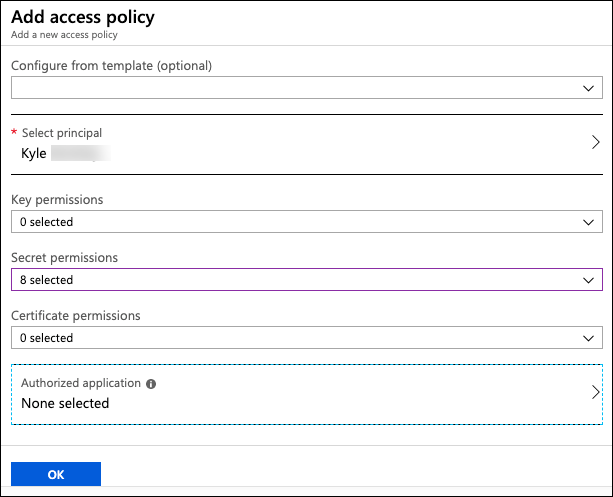 Add access policy
Add a new access policy
Configure from template (optional)
* Select principal
Kyle
Key permissions
0 selected
Secret permissions
8 selected
Certificate permissions
0 selected
Authorized application
None selected
OK